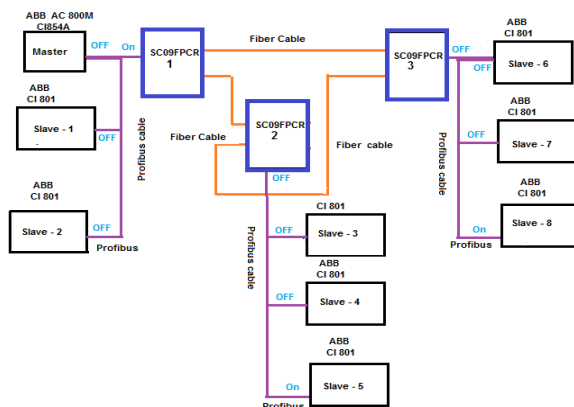 ABB AC 800M
CI854A
Master
OFF
On
SC09FPCR
1
Fiber Cable
SC09FPCR
3
OFF
OFF
ABB
CI 801
Slave - 6
ABB
CI 801
Slave - 1
OFF
Profibus cable
Fiber Cable
SC09FPCR
2
OFF
Fiber cable
Profibus cable
OFF
ABB
CI 801
Slave - 7
ABB
CI 801
Slave - 2
OFF
Profibus
Profibus cable
CI 801
Slave - 3
OFF
ABB
CI 801
Slave - 8
On
Profibus
ABB
CI 801
Slave - 4
OFF
ABB
CI 801
Slave - 5
On
Profibus